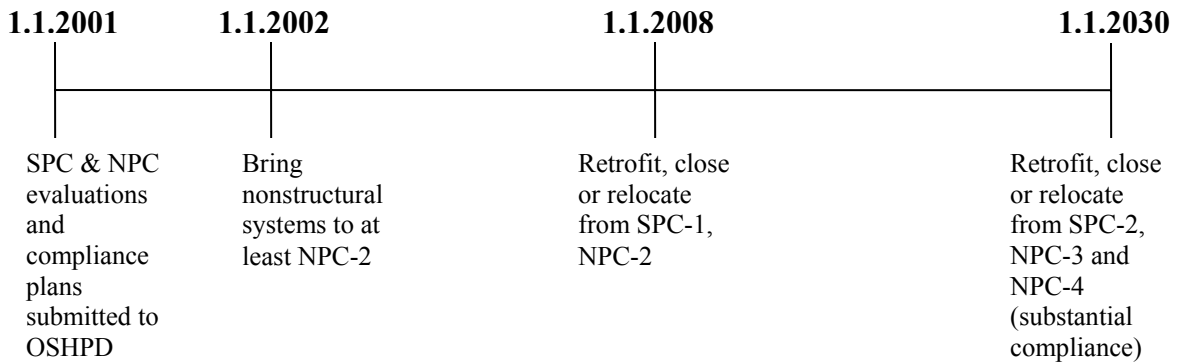 1.1.2001
1.1.2002
1.1.2008
1.1.2030
SPC & NPC
evaluations
and
compliance
plans
submitted to
OSHPD
Bring
nonstructural
systems to at
least NPC-2
Retrofit, close
or relocate
from SPC-1,
NPC-2
Retrofit, close
or relocate
from SPC-2,
NPC-3 and
NPC-4
(substantial
compliance)